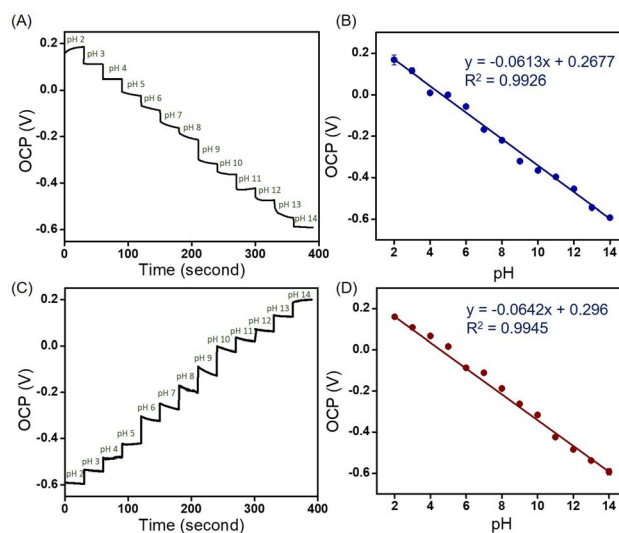 (A)
pH 2
pH 3
pH 4
pH 5
pH 6
pH 7
pH 8
pH 9
pH 10
pH 11
pH 12
pH 13
pH 14
0.2
0.0
-0.2
-0.4
-0.6
OCP (V)
0 100 200 300 400
Time (second)
(B)
y = -0.0613x + 0.2677
R² = 0.9926
0.2
0.0
-0.2
-0.4
-0.6
OCP (V)
2 4 6 8 10 12 14
pH
(C)
pH 14
pH 13
pH 12
pH 11
pH 10
pH 9
pH 8
pH 7
pH 6
pH 5
pH 4
pH 3
pH 2
0.2
0.0
-0.2
-0.4
-0.6
OCP (V)
0 100 200 300 400
Time (second)
(D)
y = -0.0642x + 0.296
R² = 0.9945
0.2
0.0
-0.2
-0.4
-0.6
OCP (V)
2 4 6 8 10 12 14
pH